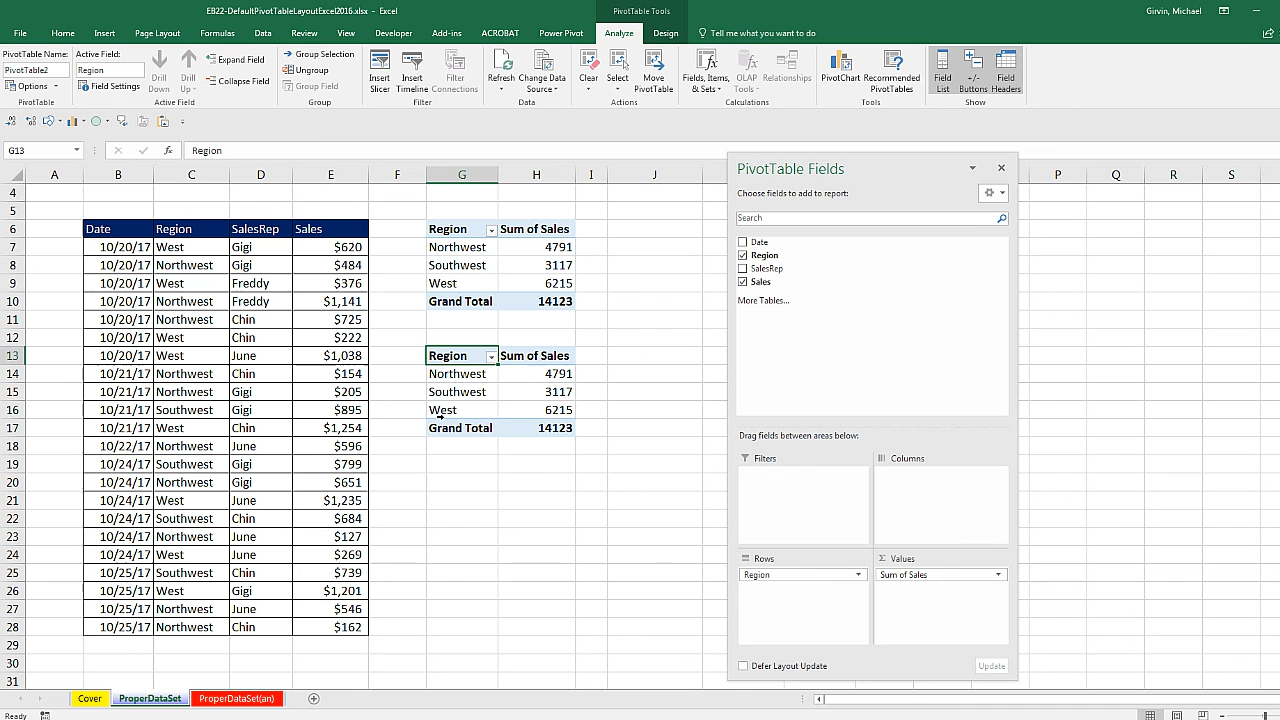 EB22-DefaultPivotTableLayoutExcel2016.xlsx - Excel
PivotTable Tools
Girvin, Michael
File Home Insert Page Layout Formulas Data Review View Developer Add-ins ACROBAT Power Pivot Analyze Design Tell me what you want to do
PivotTable Name:
PivotTable2
Options
PivotTable
Active Field:
Region
Field Settings
Drill Down
Drill Up
Expand Field
Collapse Field
Active Field
Group Selection
Ungroup
Group Field
Group
Insert Slicer
Insert Timeline
Filter Connections
Filter
Refresh
Change Data Source
Data
Clear
Select
Move PivotTable
Actions
Fields, Items, & Sets
OLAP Tools
Relationships
Calculations
PivotChart
Recommended PivotTables
Tools
Field List
+/- Buttons
Field Headers
Show
G13 fx Region
A B C D E F G H I J P Q R S
4
5
6 Date Region SalesRep Sales Region Sum of Sales
7 10/20/17 West Gigi $620 Northwest 4791
8 10/20/17 Northwest Gigi $484 Southwest 3117
9 10/20/17 West Freddy $376 West 6215
10 10/20/17 Northwest Freddy $1,141 Grand Total 14123
11 10/20/17 Northwest Chin $725
12 10/20/17 West Chin $222
13 10/20/17 West June $1,038 Region Sum of Sales
14 10/21/17 Northwest Chin $154 Northwest 4791
15 10/21/17 Northwest Gigi $205 Southwest 3117
16 10/21/17 Southwest Gigi $895 West 6215
17 10/21/17 West Chin $1,254 Grand Total 14123
18 10/22/17 Northwest June $596
19 10/24/17 Southwest Gigi $799
20 10/24/17 Northwest Gigi $651
21 10/24/17 West June $1,235
22 10/24/17 Southwest Chin $684
23 10/24/17 Northwest June $127
24 10/24/17 West June $269
25 10/25/17 Southwest Chin $739
26 10/25/17 West Gigi $1,201
27 10/25/17 Northwest June $546
28 10/25/17 Northwest Chin $162
29
30
31
PivotTable Fields
Choose fields to add to report:
Search
Date
Region
SalesRep
Sales
More Tables...
Drag fields between areas below:
Filters Columns
Rows Σ Values
Region Sum of Sales
Defer Layout Update Update
Cover ProperDataSet ProperDataSet(an)
Ready